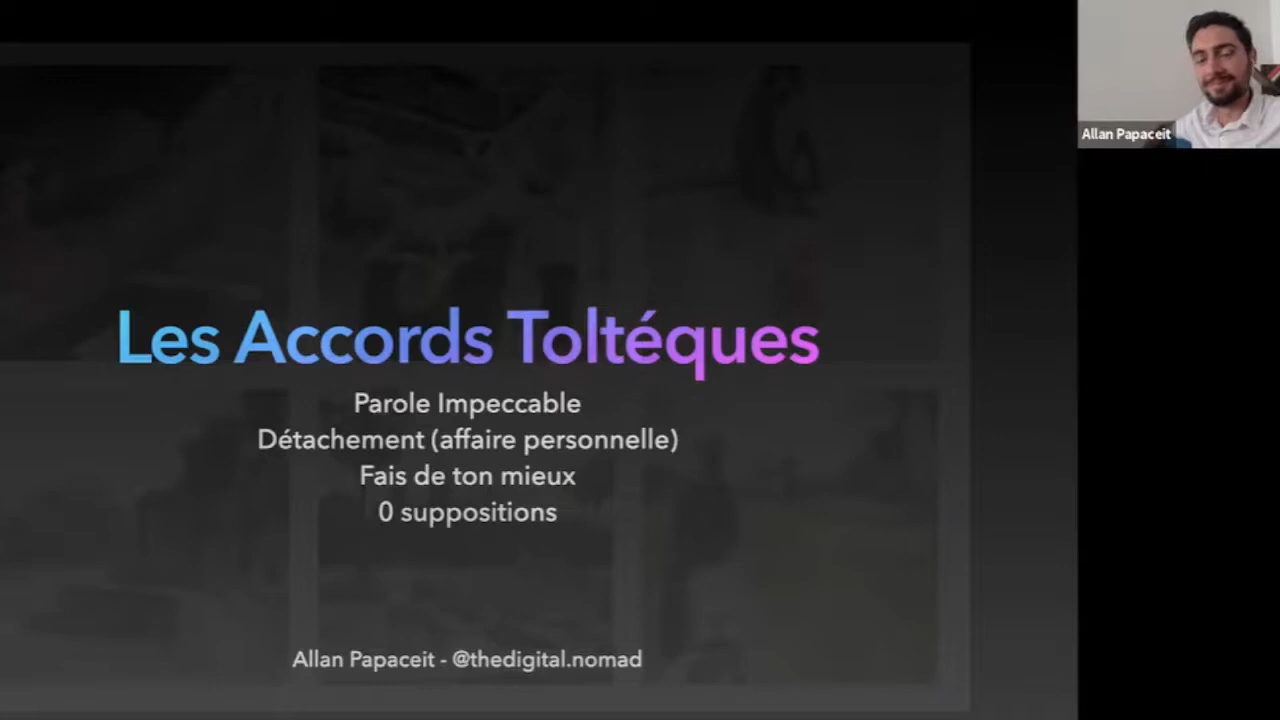 Les Accords Toltéques
Parole Impeccable
Détachement (affaire personnelle)
Fais de ton mieux
0 suppositions
Allan Papaceit - @thedigital.nomad
Allan Papaceit